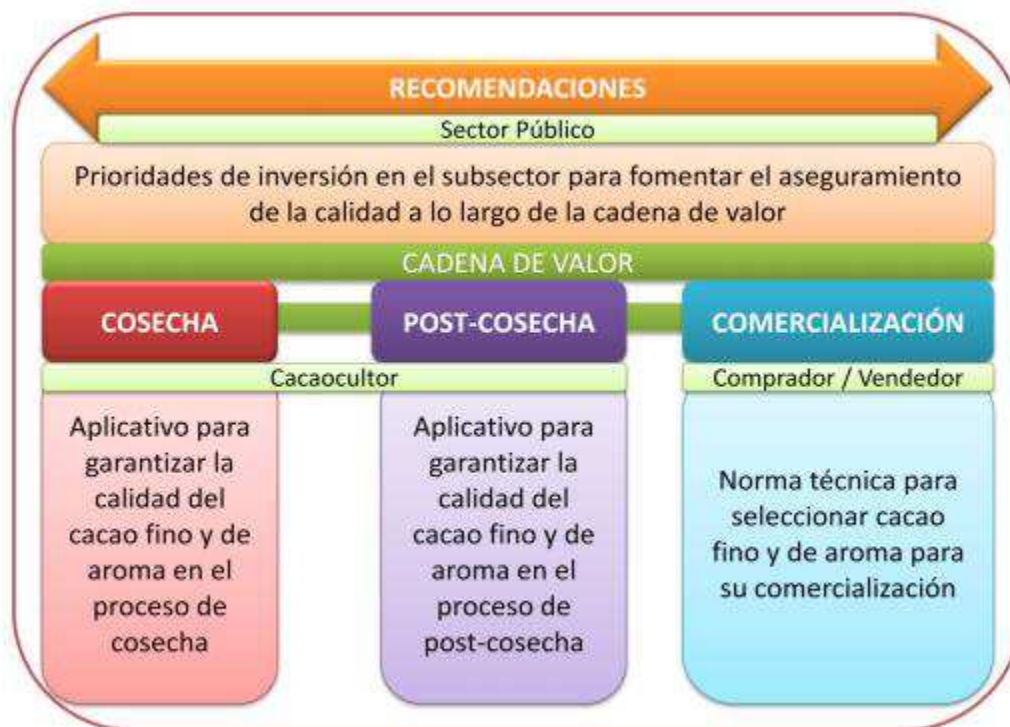 RECOMENDACIONES
Sector Público
Prioridades de inversión en el subsector para fomentar el aseguramiento
de la calidad a lo largo de la cadena de valor
CADENA DE VALOR
COSECHA
POST-COSECHA
COMERCIALIZACIÓN
Cacaocultor
Comprador / Vendedor
Aplicativo para
garantizar la
calidad del
cacao fino y de
aroma en el
proceso de
cosecha
Aplicativo para
garantizar la
calidad del
cacao fino y de
aroma en el
proceso de
post-cosecha
Norma técnica para
seleccionar cacao
fino y de aroma para
su comercialización